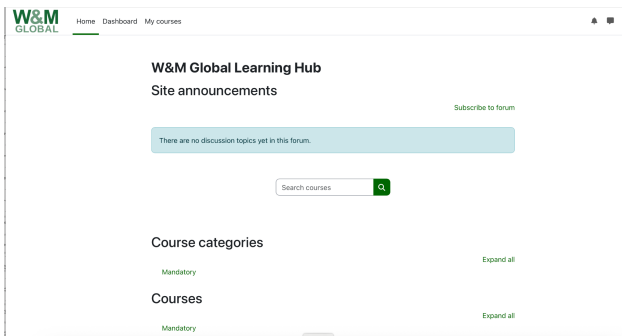 W&M
GLOBAL
Home Dashboard My courses
W&M Global Learning Hub
Site announcements
Subscribe to forum
There are no discussion topics yet in this forum.
Search courses
Course categories
Expand all
Mandatory
Courses
Expand all
Mandatory